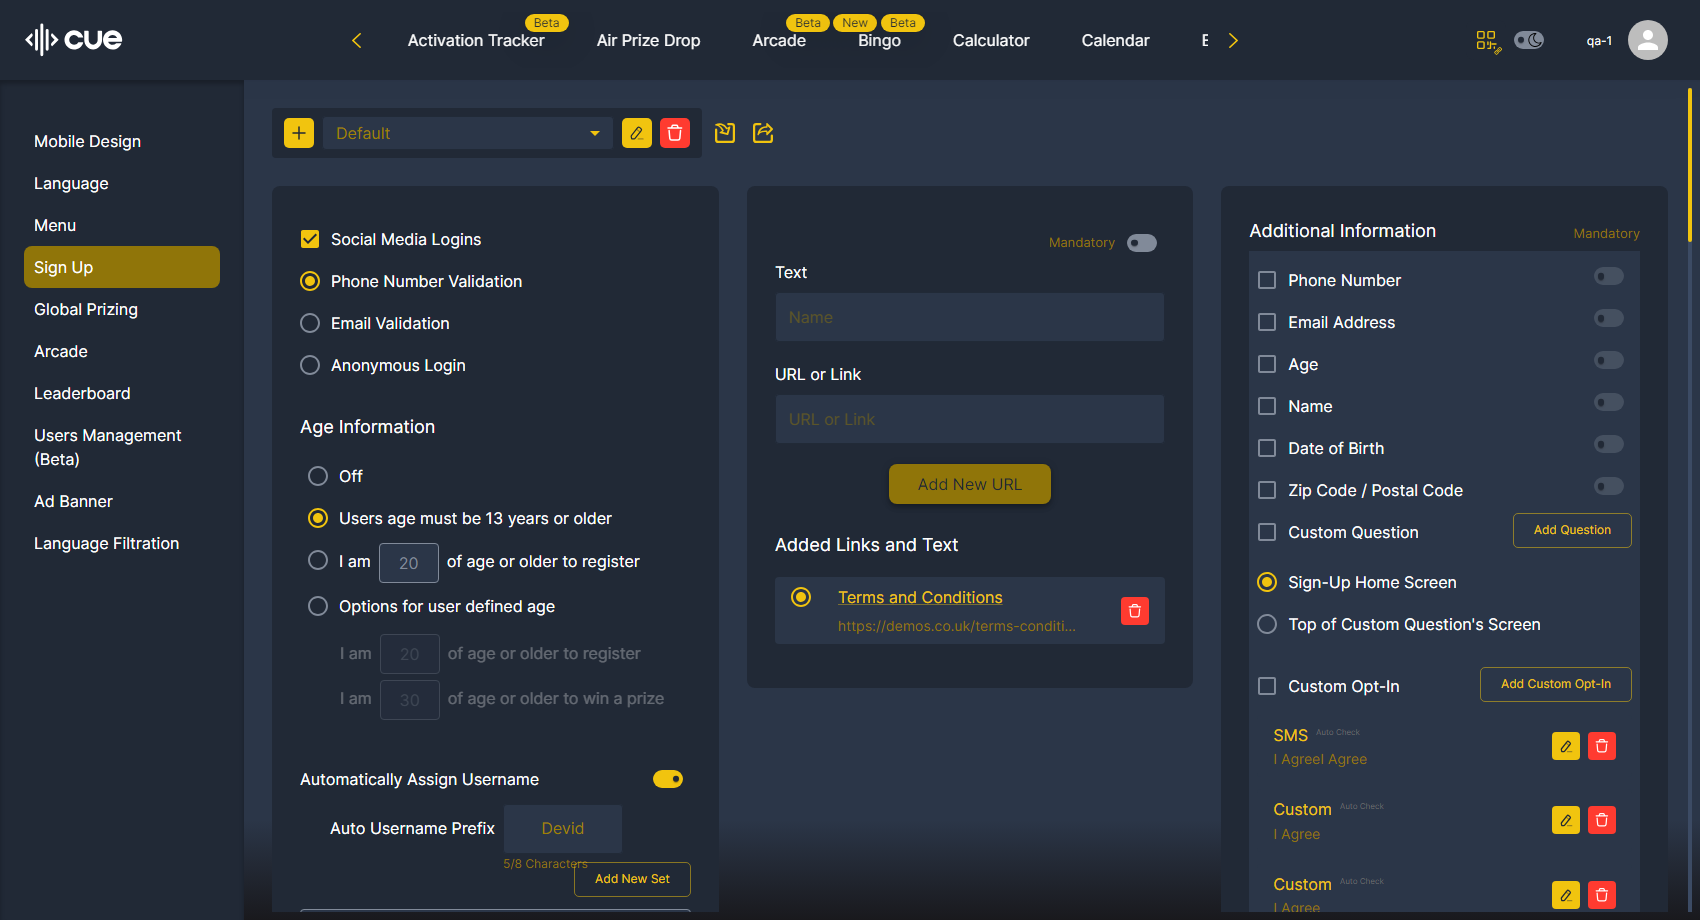 cue
Activation Tracker
Beta
Air Prize Drop
Arcade
Beta
New
Bingo
Beta
Calculator
Calendar
qa-1
Mobile Design
Language
Menu
Sign Up
Global Prizing
Arcade
Leaderboard
Users Management
(Beta)
Ad Banner
Language Filtration
Default
Social Media Logins
Phone Number Validation
Email Validation
Anonymous Login
Age Information
Off
Users age must be 13 years or older
I am 20 of age or older to register
Options for user defined age
I am 20 of age or older to register
I am 30 of age or older to win a prize
Automatically Assign Username
Auto Username Prefix Devid
5/8 Characters
Add New Set
Mandatory
Text
Name
URL or Link
URL or Link
Add New URL
Added Links and Text
Terms and Conditions
https://demos.co.uk/terms-conditi...
Additional Information
Mandatory
Phone Number
Email Address
Age
Name
Date of Birth
Zip Code / Postal Code
Custom Question
Add Question
Sign-Up Home Screen
Top of Custom Question's Screen
Custom Opt-In
Add Custom Opt-In
SMS Auto Check
I AgreeI Agree
Custom Auto Check
I Agree
Custom Auto Check
I Agree